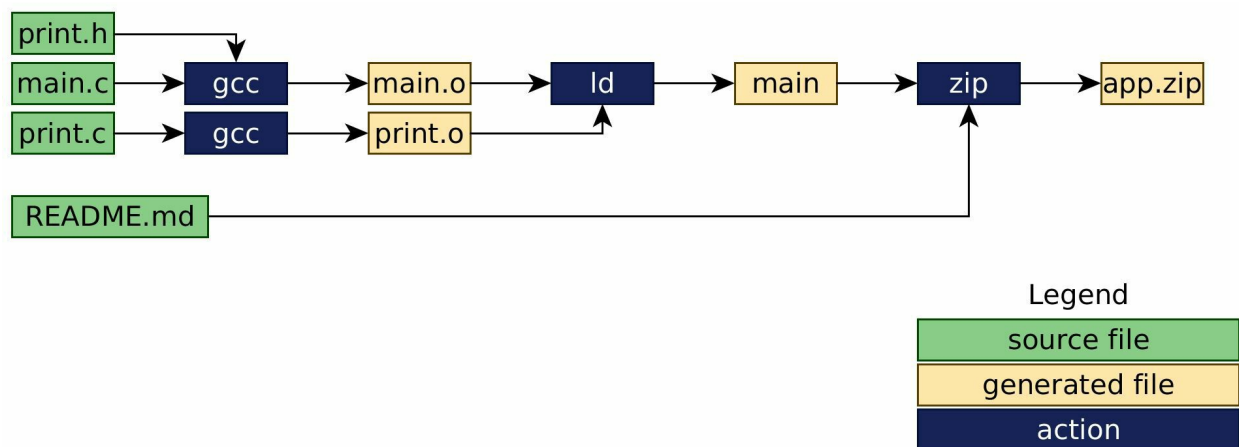 print.h
main.c gcc main.o ld main zip app.zip
print.c gcc print.o
README.md
Legend
source file
generated file
action